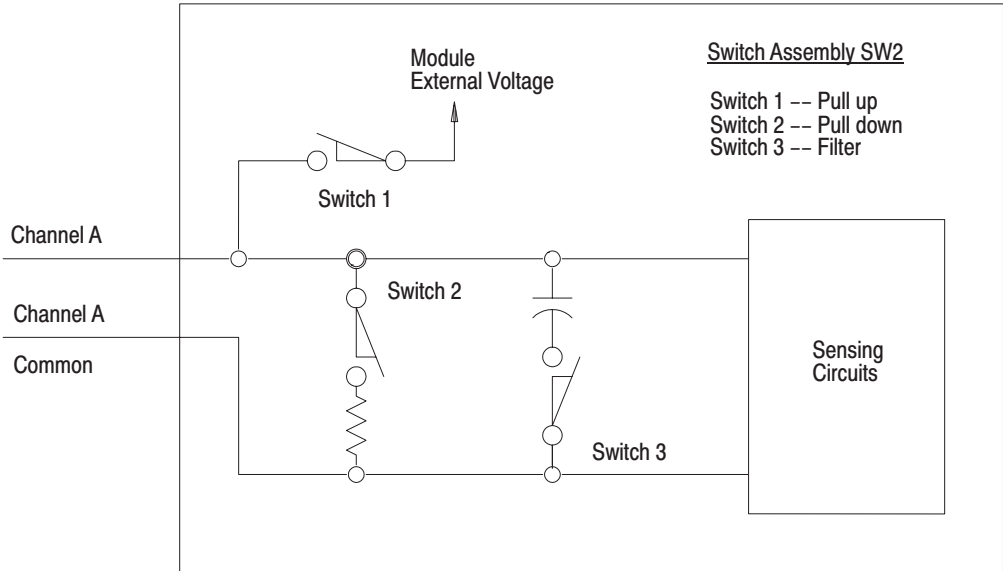 Module
External Voltage
Switch Assembly SW2
Switch 1 -- Pull up
Switch 2 -- Pull down
Switch 3 -- Filter
Switch 1
Channel A
Switch 2
Channel A
Common
Sensing
Circuits
Switch 3